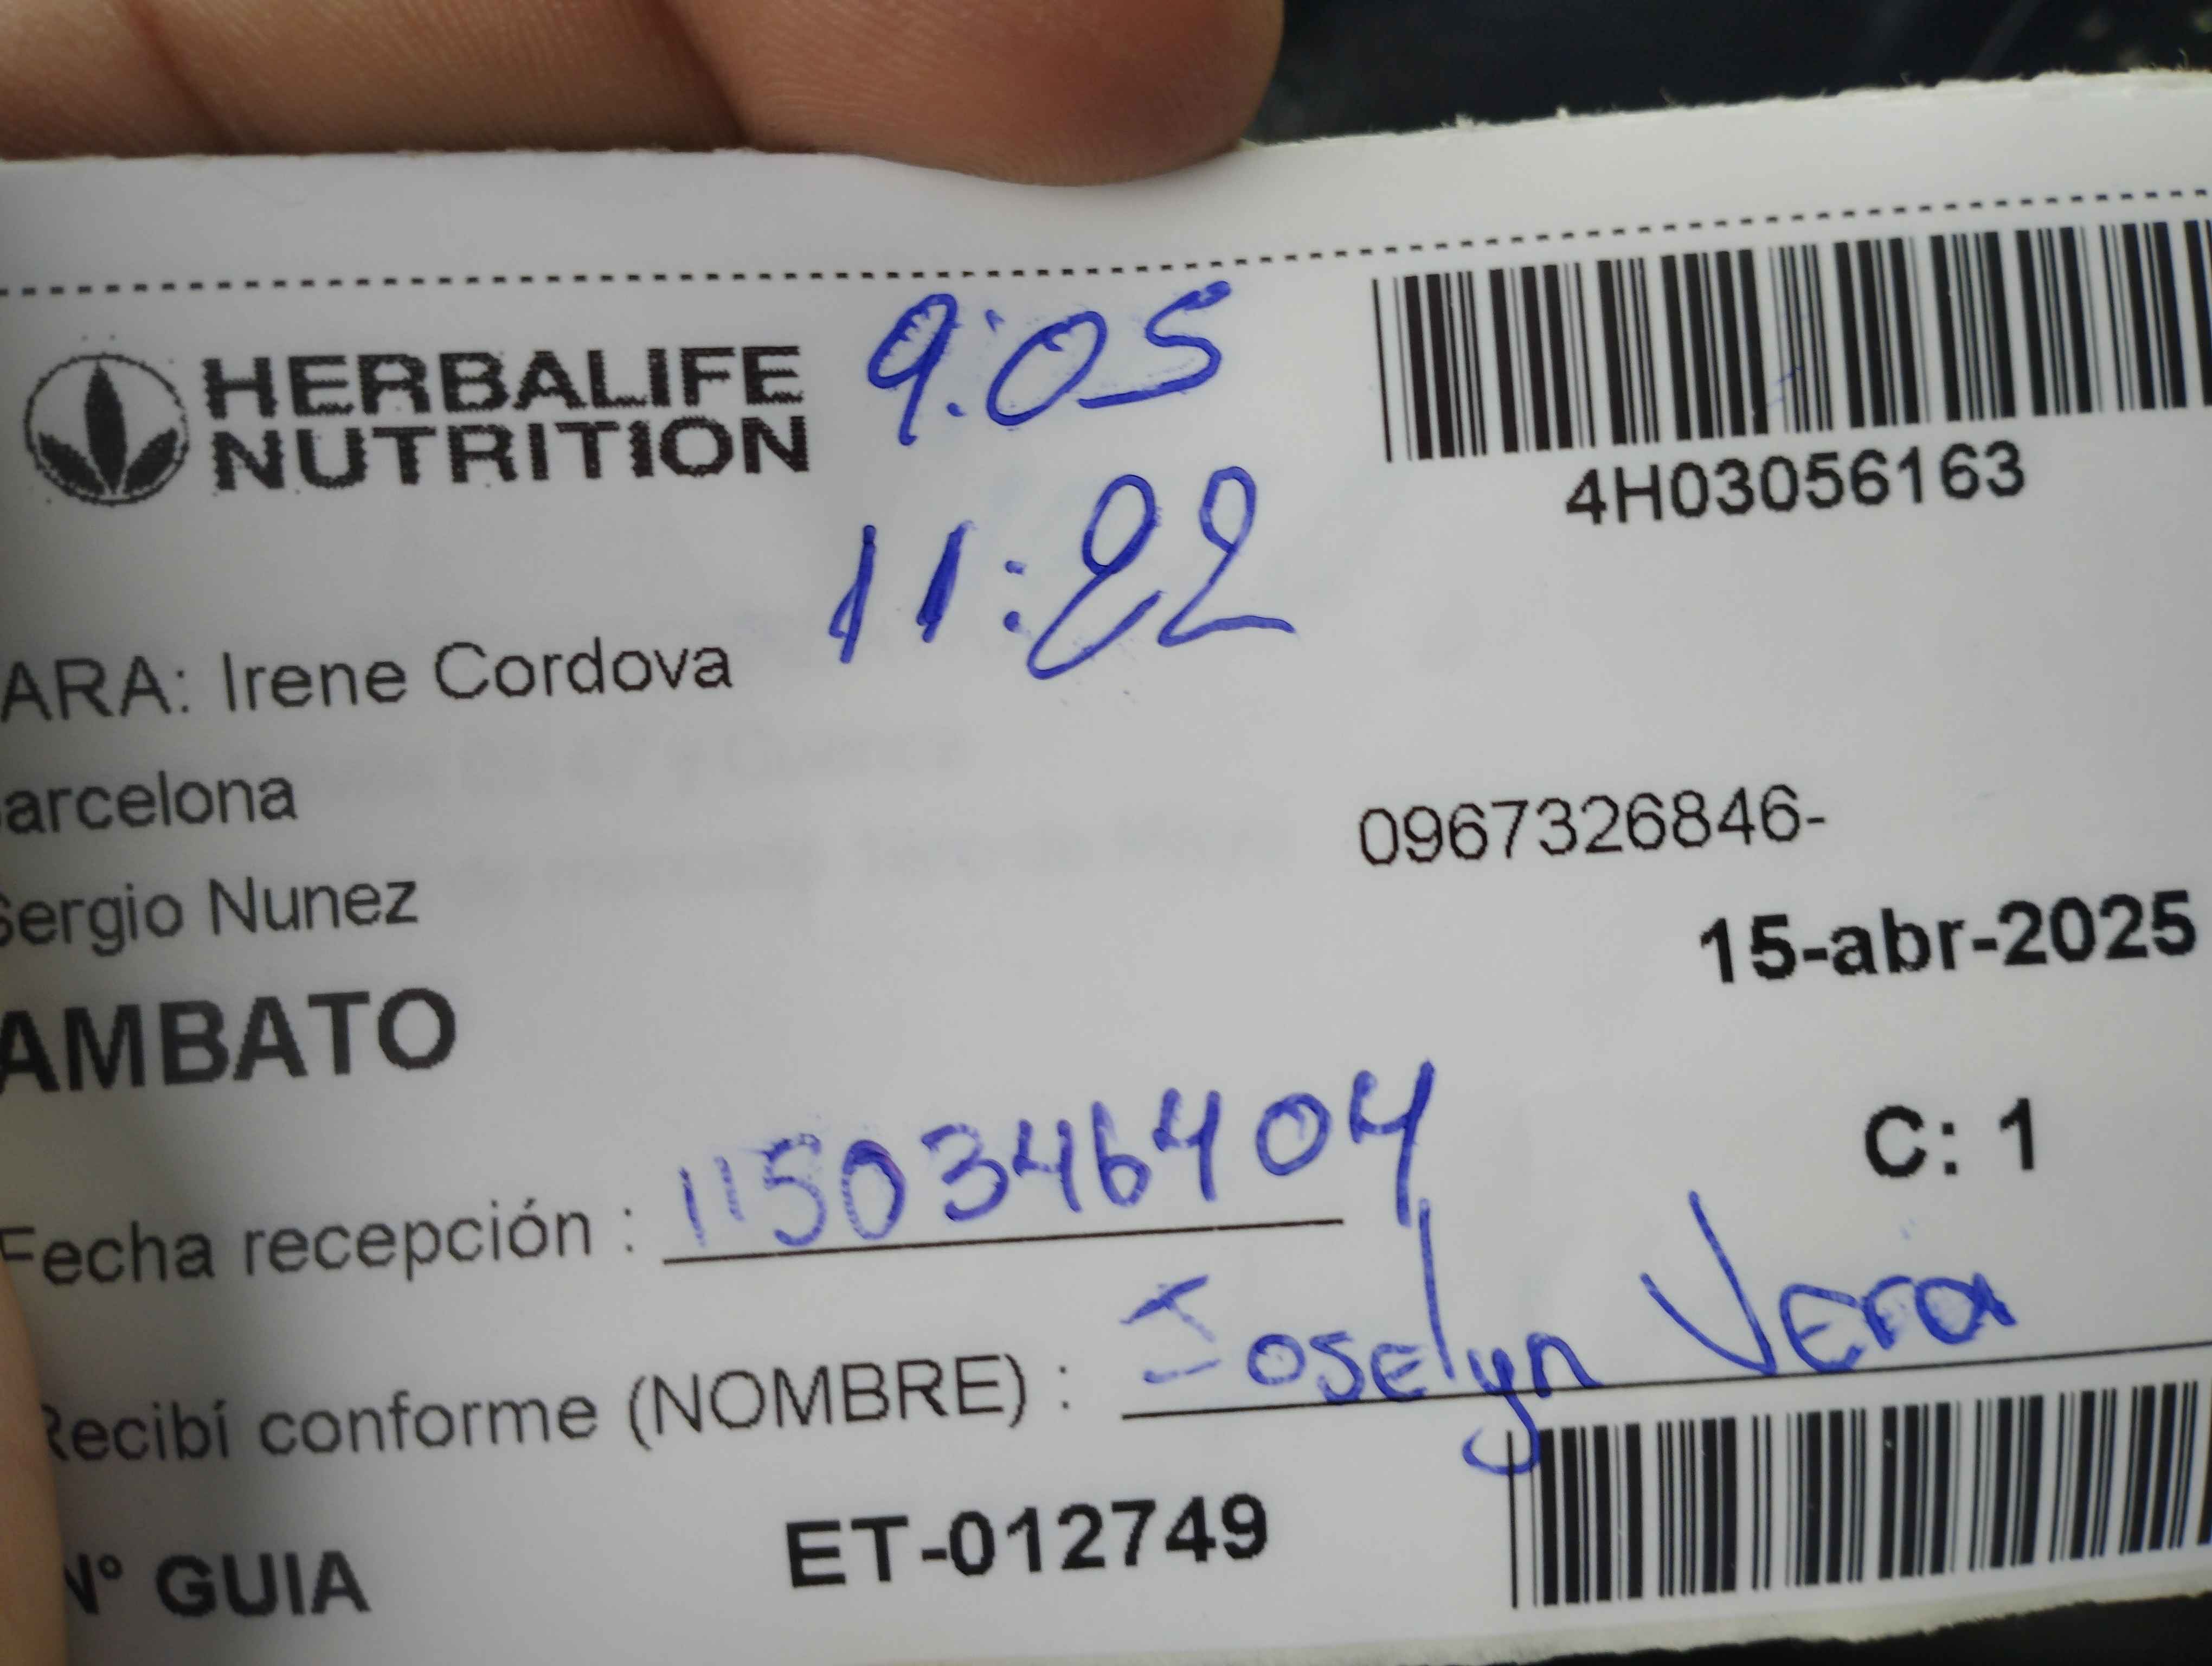 HERBALIFE
NUTRITION
9:05
11:22
4H03056163
ARA: Irene Cordova
arcelona
0967326846-
Sergio Nunez
15-abr-2025
AMBATO
C: 1
Fecha recepción : 1150346404
Recibí conforme (NOMBRE) : Joselyn Vera
N° GUIA ET-012749